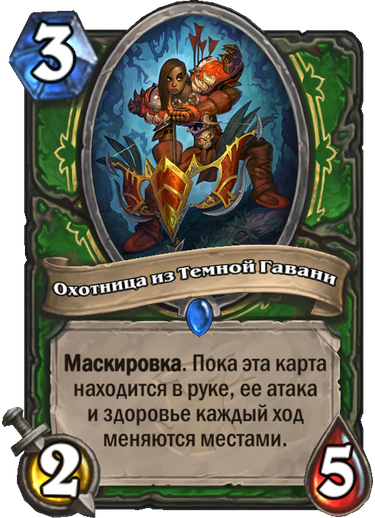 3
Охотница из Темной Гавани
Маскировка. Пока эта карта
находится в руке, ее атака
и здоровье каждый ход
меняются местами.
2
5